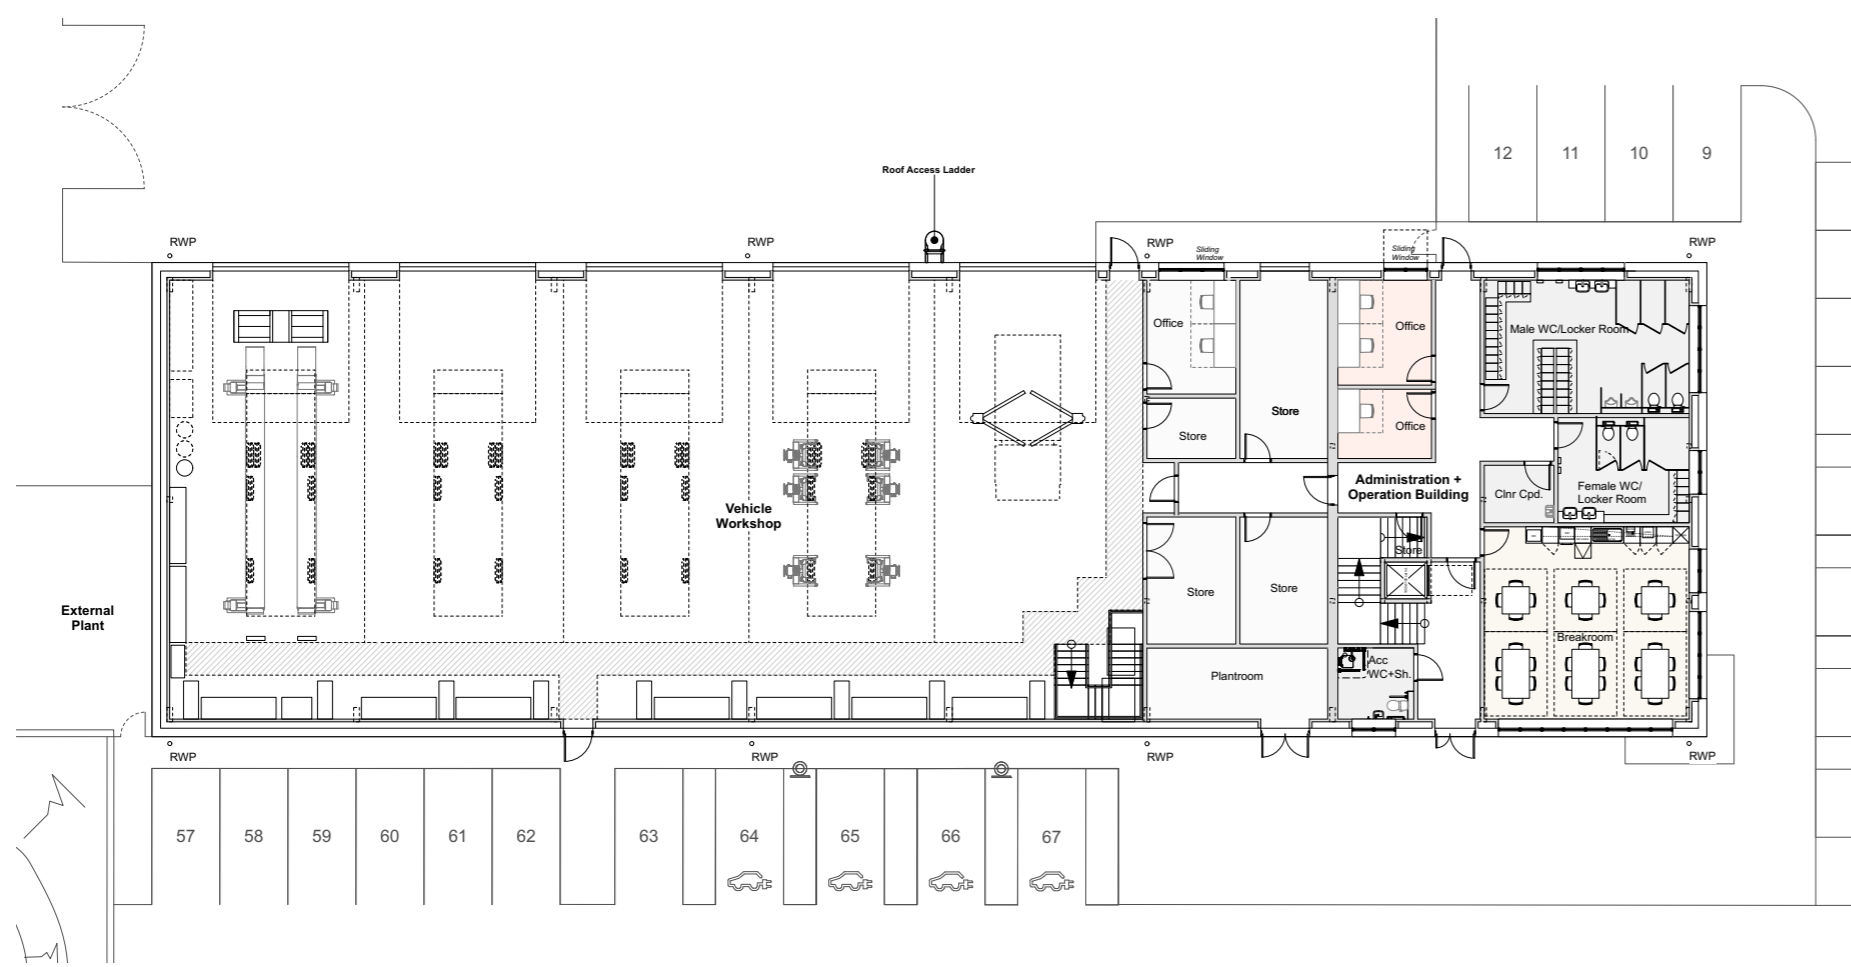 12
11
10
9
Roof Access Ladder
RWP
RWP
RWP
RWP
Sliding
Window
Sliding
Window
Office
Office
Male WC/Locker Room
Store
Store
Office
Administration +
Operation Building
Clnr Cpd.
Female WC/
Locker Room
Vehicle
Workshop
Store
Store
Store
External
Plant
Breakroom
Acc
WC+Sh.
Plantroom
RWP
RWP
RWP
RWP
57
58
59
60
61
62
63
64
65
66
67